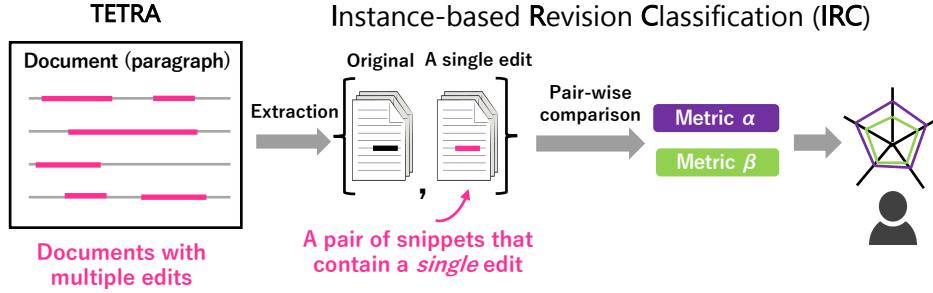 TETRA
Instance-based Revision Classification (IRC)
Document (paragraph)
Extraction
Original
A single edit
,
Pair-wise
comparison
Metric α
Metric β
Documents with
multiple edits
A pair of snippets that
contain a single edit